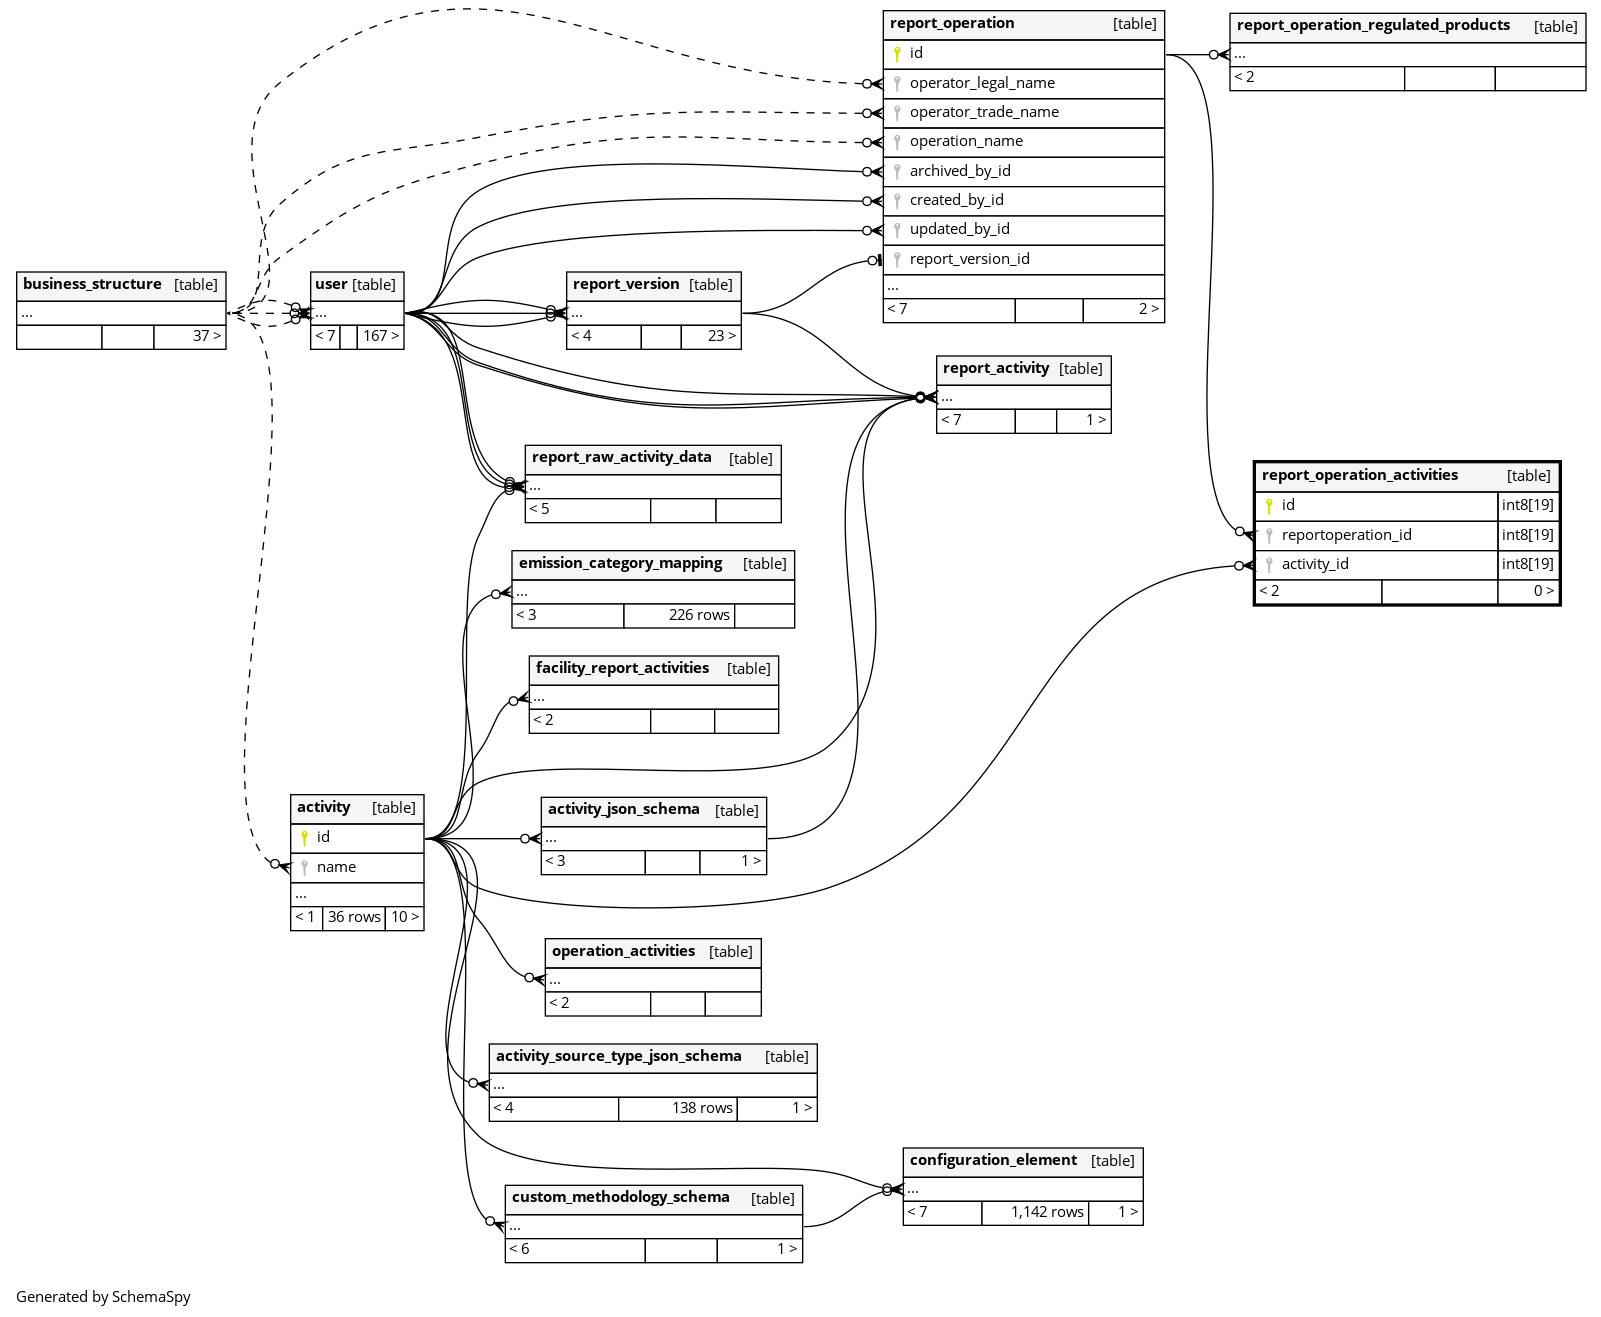 report_operation [table]
id
operator_legal_name
operator_trade_name
operation_name
archived_by_id
created_by_id
updated_by_id
report_version_id
...
< 7 2 >
report_operation_regulated_products [table]
...
< 2
business_structure [table]
...
37 >
user [table]
...
< 7 167 >
report_version [table]
...
< 4 23 >
report_activity [table]
...
< 7 1 >
report_raw_activity_data [table]
...
< 5
report_operation_activities [table]
id int8[19]
reportoperation_id int8[19]
activity_id int8[19]
< 2 0 >
emission_category_mapping [table]
...
< 3 226 rows
facility_report_activities [table]
...
< 2
activity [table]
id
name
...
< 1 36 rows 10 >
activity_json_schema [table]
...
< 3 1 >
operation_activities [table]
...
< 2
activity_source_type_json_schema [table]
...
< 4 138 rows 1 >
configuration_element [table]
...
< 7 1,142 rows 1 >
custom_methodology_schema [table]
...
< 6 1 >
Generated by SchemaSpy